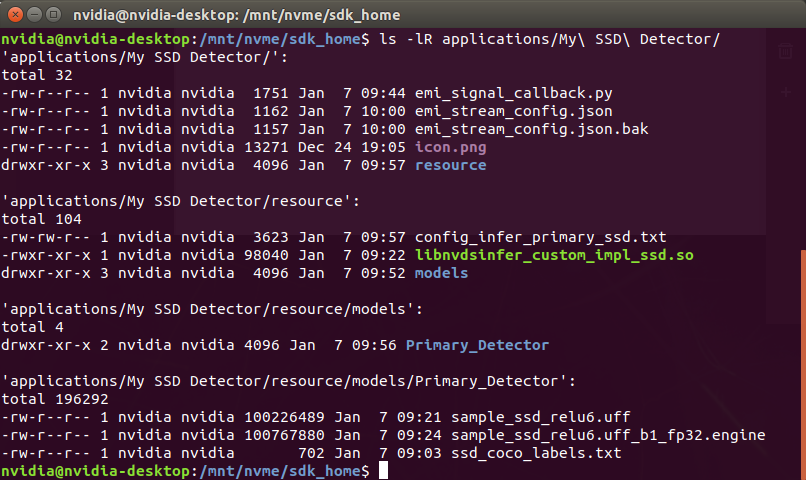 nvidia@nvidia-desktop: /mnt/nvme/sdk_home
nvidia@nvidia-desktop:/mnt/nvme/sdk_home$ ls -lR applications/My\ SSD\ Detector/
'applications/My SSD Detector/':
total 32
-rw-r--r-- 1 nvidia nvidia  1751 Jan  7 09:44 emi_signal_callback.py
-rw-r--r-- 1 nvidia nvidia  1162 Jan  7 10:00 emi_stream_config.json
-rw-r--r-- 1 nvidia nvidia  1157 Jan  7 10:00 emi_stream_config.json.bak
-rw-r--r-- 1 nvidia nvidia 13271 Dec 24 19:05 icon.png
drwxr-xr-x 3 nvidia nvidia  4096 Jan  7 09:57 resource
'applications/My SSD Detector/resource':
total 104
-rw-rw-r-- 1 nvidia nvidia  3623 Jan  7 09:57 config_infer_primary_ssd.txt
-rwxr-xr-x 1 nvidia nvidia 98040 Jan  7 09:22 libnvdsinfer_custom_impl_ssd.so
drwxr-xr-x 3 nvidia nvidia  4096 Jan  7 09:52 models
'applications/My SSD Detector/resource/models':
total 4
drwxr-xr-x 2 nvidia nvidia 4096 Jan  7 09:56 Primary_Detector
'applications/My SSD Detector/resource/models/Primary_Detector':
total 196292
-rw-r--r-- 1 nvidia nvidia 100226489 Jan  7 09:21 sample_ssd_relu6.uff
-rw-r--r-- 1 nvidia nvidia 100767880 Jan  7 09:24 sample_ssd_relu6.uff_b1_fp32.engine
-rw-r--r-- 1 nvidia nvidia       702 Jan  7 09:03 ssd_coco_labels.txt
nvidia@nvidia-desktop:/mnt/nvme/sdk_home$